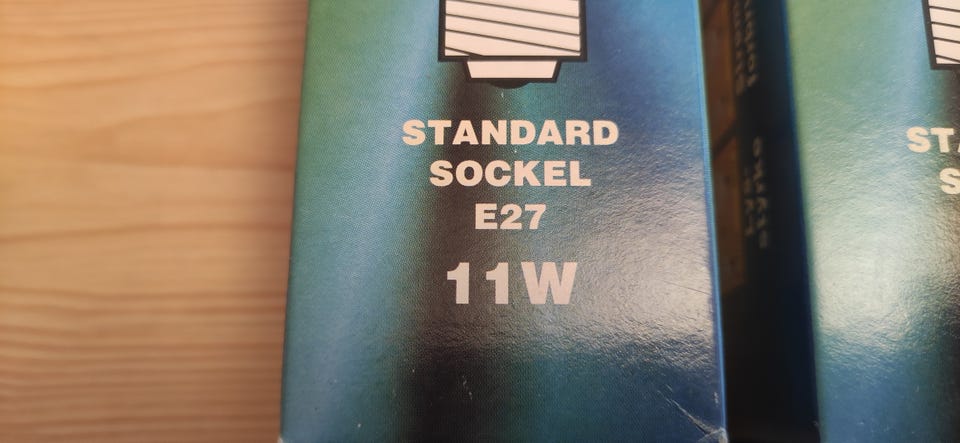 STANDARD
SOCKEL
E27
11W